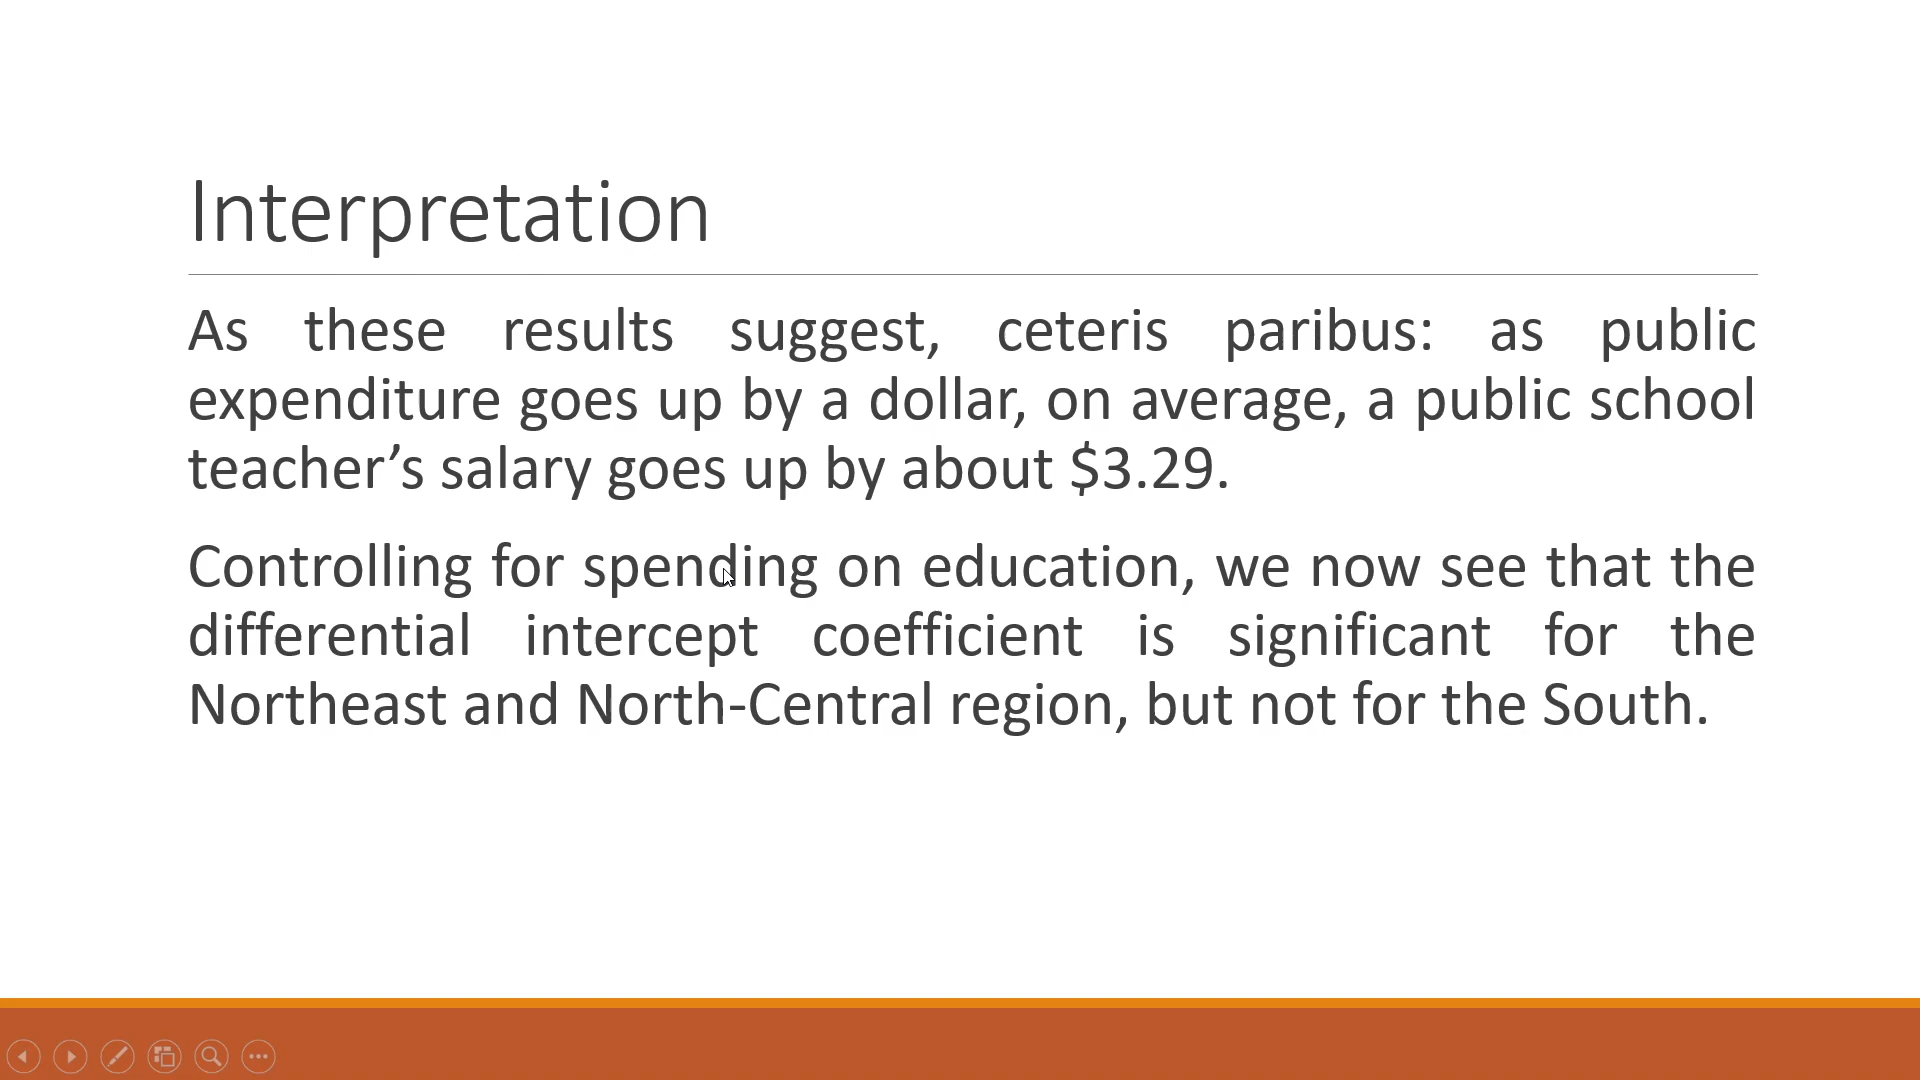 Interpretation
As these results suggest, ceteris paribus: as public
expenditure goes up by a dollar, on average, a public school
teacher’s salary goes up by about $3.29.
Controlling for spending on education, we now see that the
differential intercept coefficient is significant for the
Northeast and North-Central region, but not for the South.